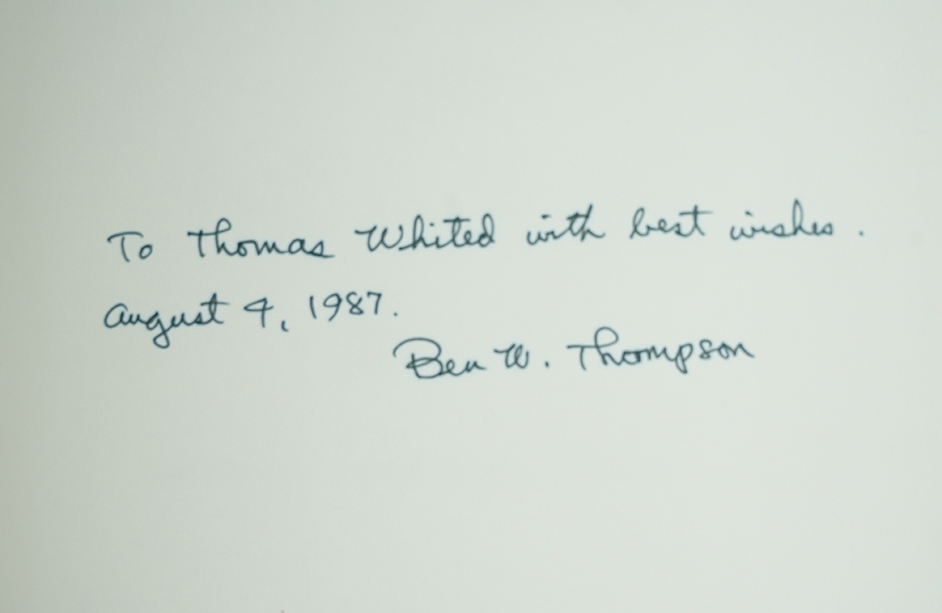 To Thomas Whited with best wishes.
August 4, 1987.
Ben W. Thompson